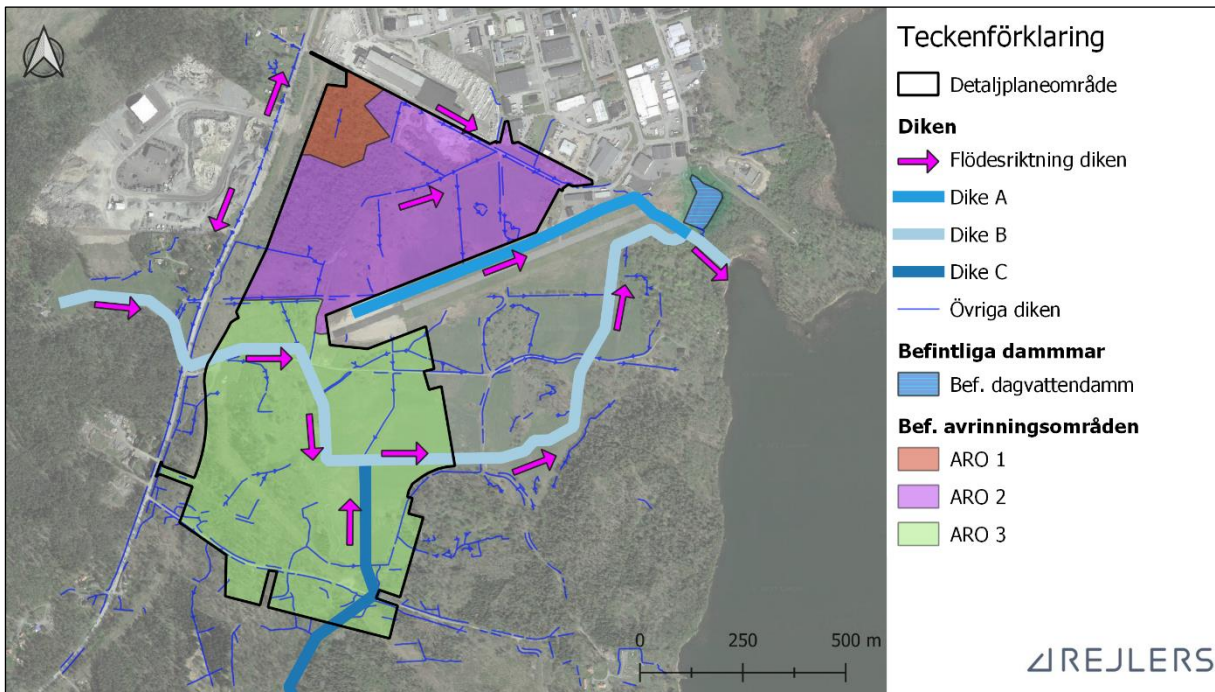 Teckenförklaring
Detaljplaneområde
Diken
Flödesriktning diken
Dike A
Dike B
Dike C
Övriga diken
Befintliga dammmar
Bef. dagvattendamm
Bef. avrinningsområden
ARO 1
ARO 2
ARO 3
0 250 500 m
REJLERS